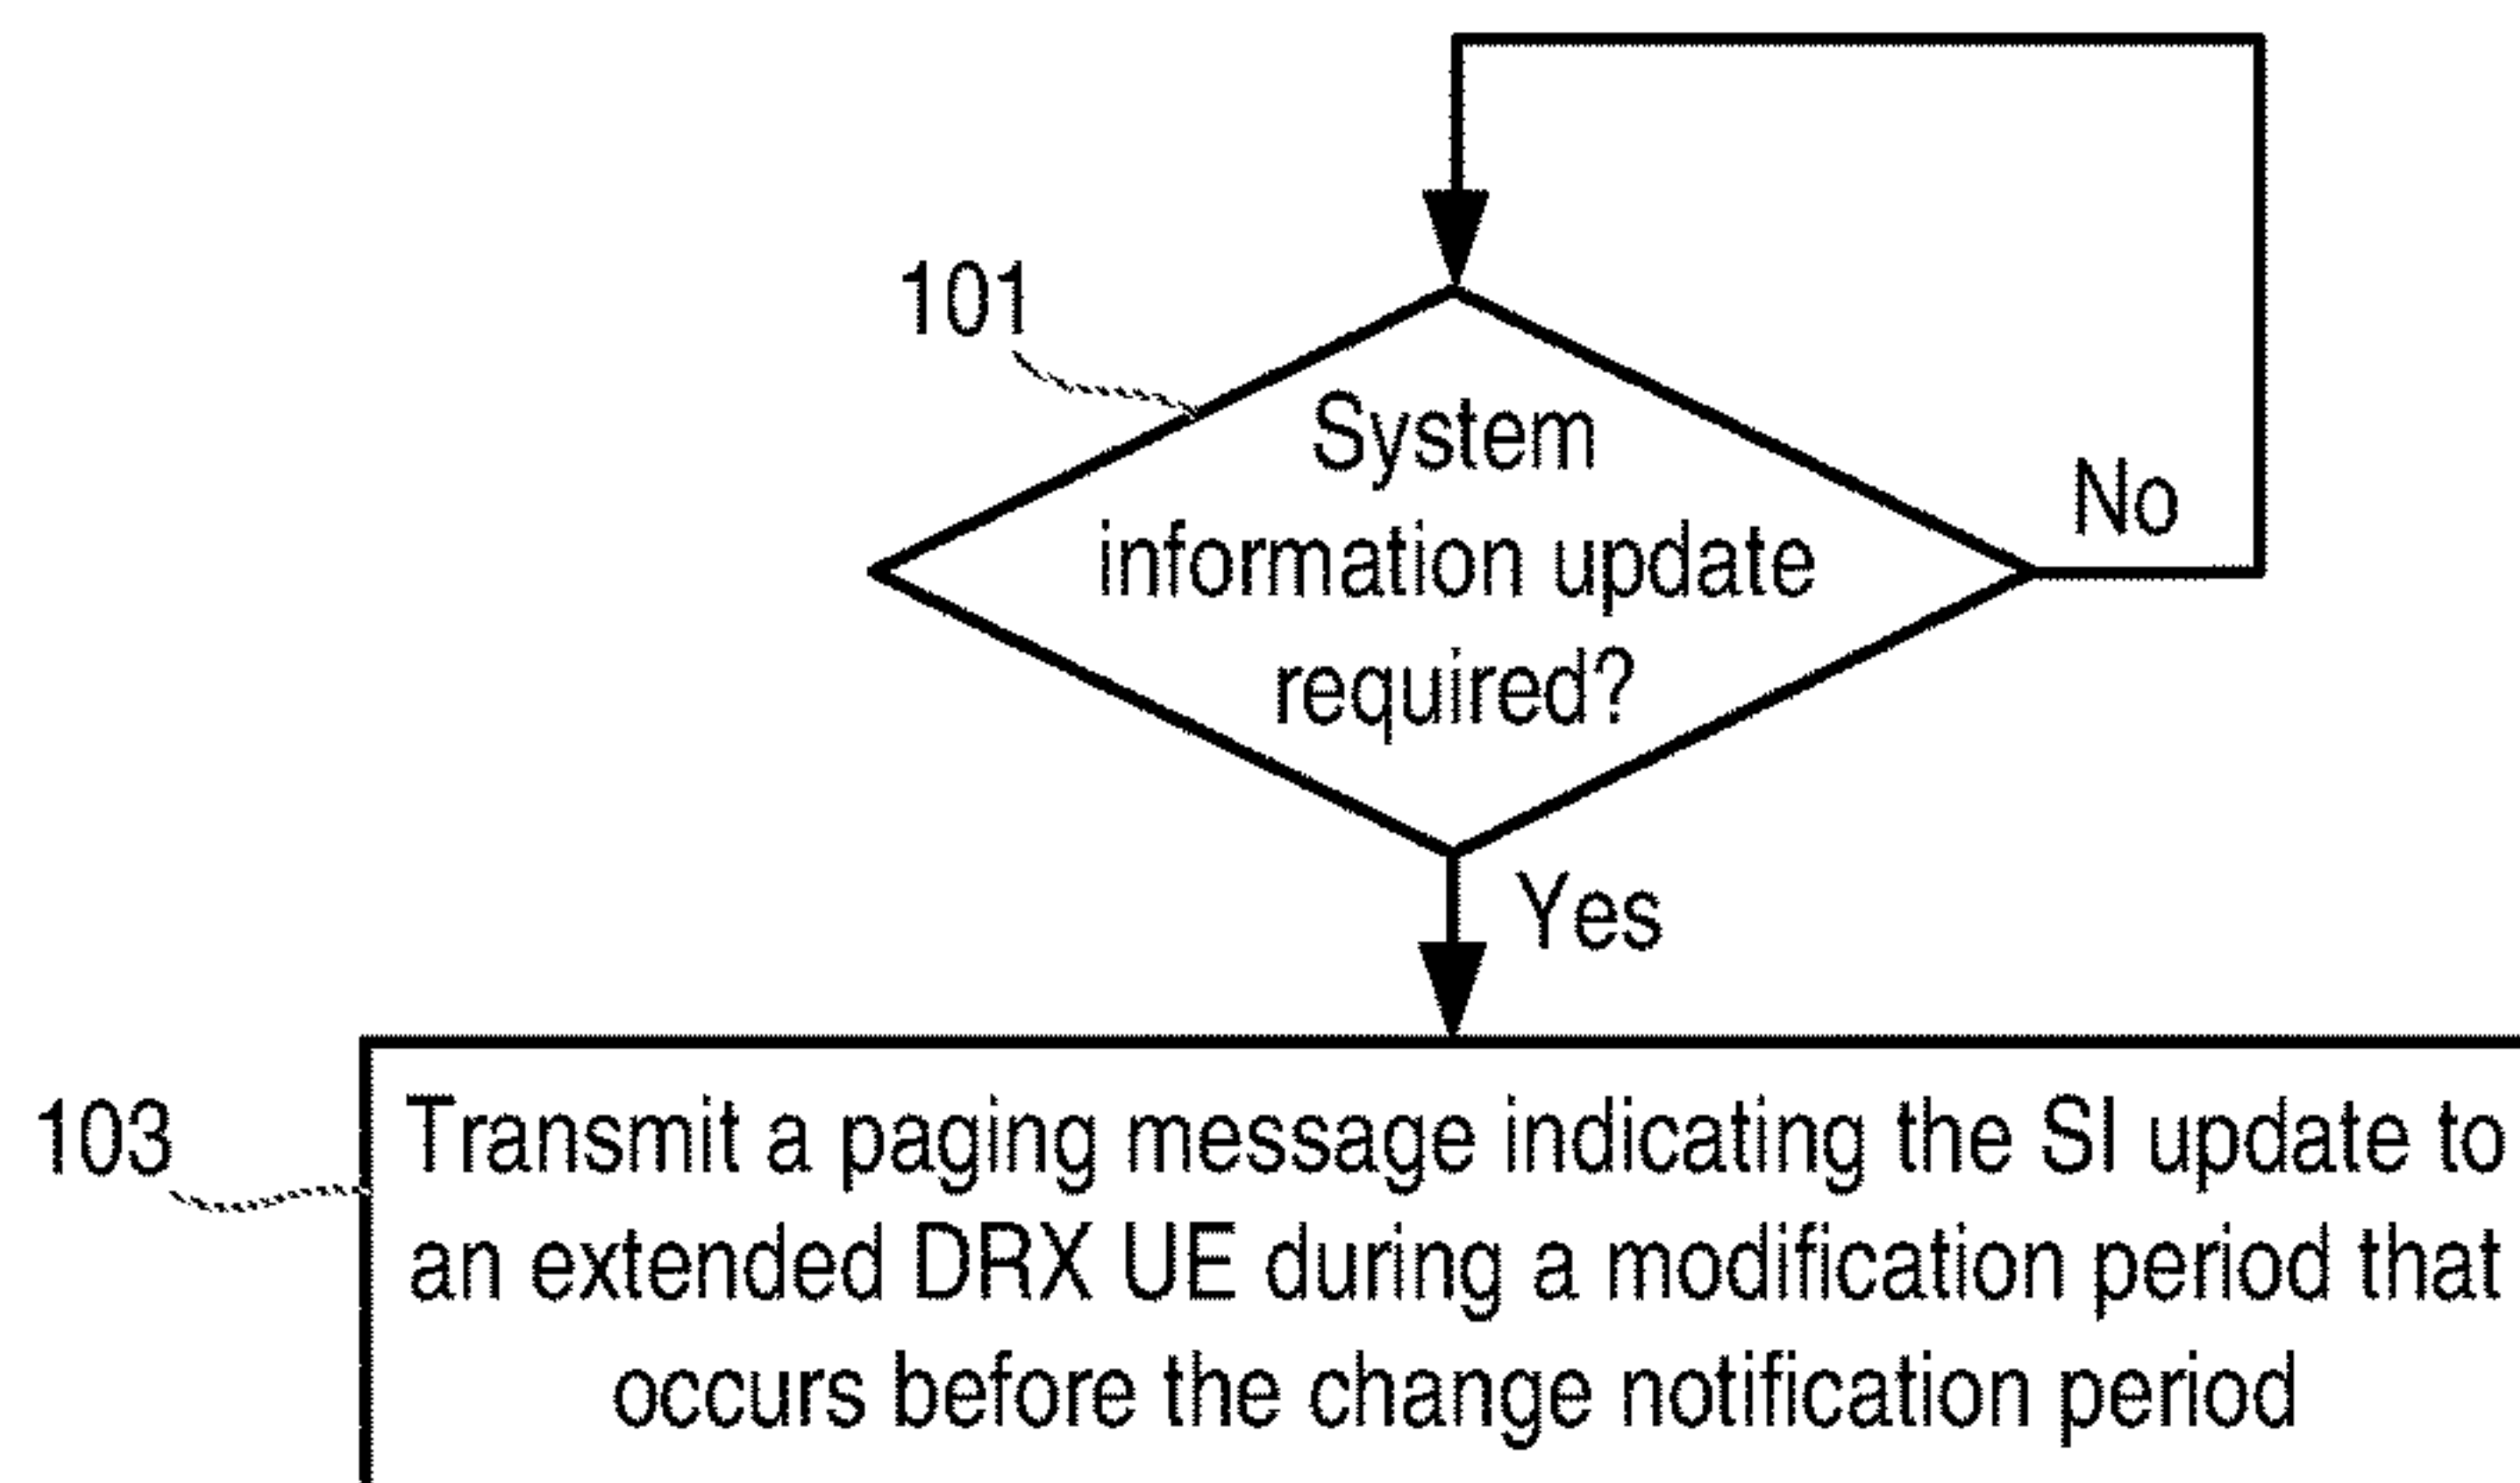 101
System
information update
required?
No
Yes
103
Transmit a paging message indicating the SI update to
an extended DRX UE during a modification period that
occurs before the change notification period